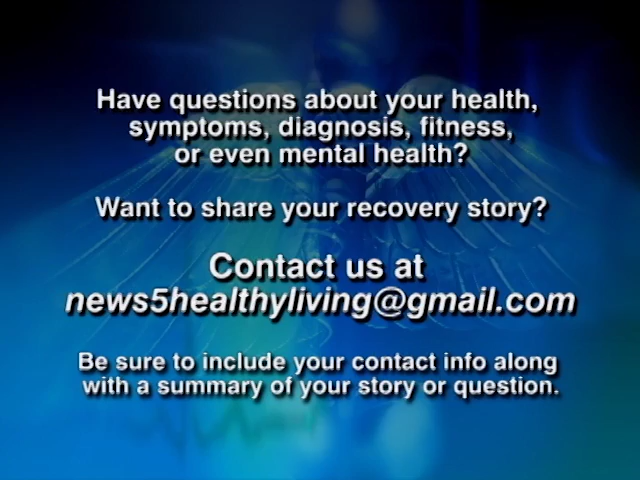 Have questions about your health,
symptoms, diagnosis, fitness,
or even mental health?
Want to share your recovery story?
Contact us at
news5healthyliving@gmail.com
Be sure to include your contact info along
with a summary of your story or question.